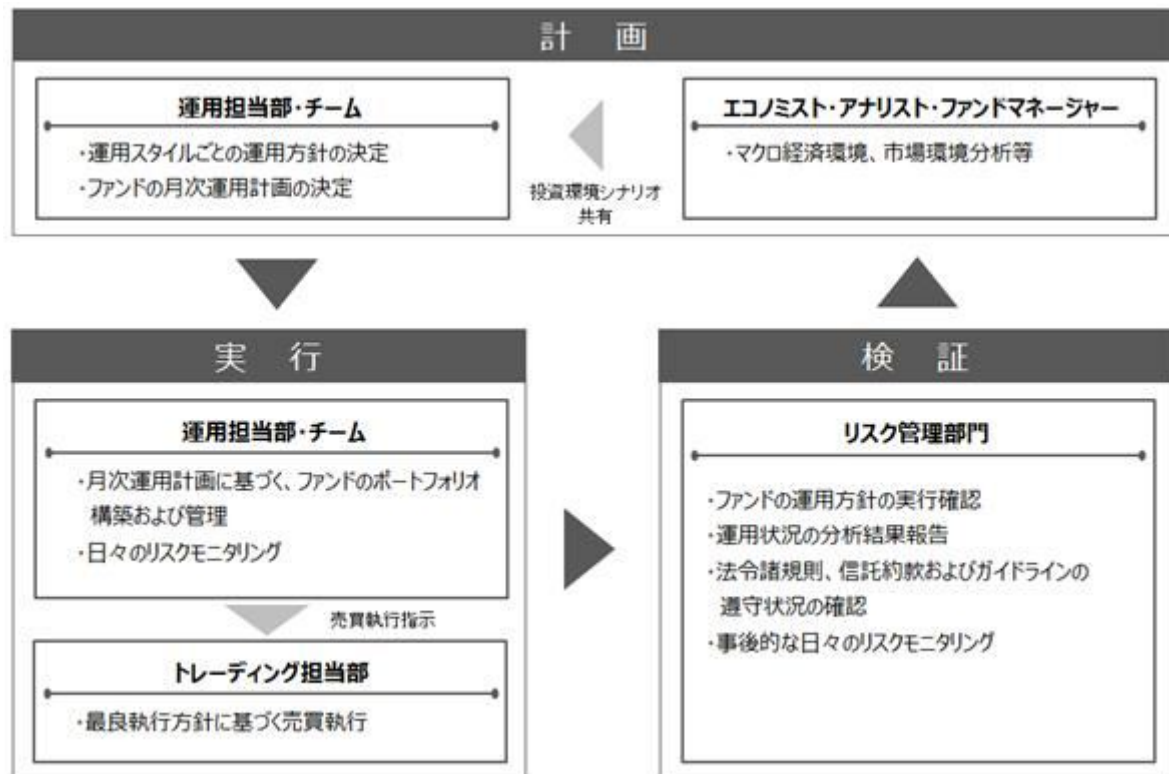 計 画
運用担当部・チーム
・運用スタイルごとの運用方針の決定
・ファンドの月次運用計画の決定
投資環境シナリオ
共有
エコノミスト・アナリスト・ファンドマネージャー
・マクロ経済環境、市場環境分析等
実 行
運用担当部・チーム
・月次運用計画に基づく、ファンドのポートフォリオ
構築および管理
・日々のリスクモニタリング
売買執行指示
トレーディング担当部
・最良執行方針に基づく売買執行
検 証
リスク管理部門
・ファンドの運用方針の実行確認
・運用状況の分析結果報告
・法令諸規則、信託約款およびガイドラインの
遵守状況の確認
・事後的な日々のリスクモニタリング